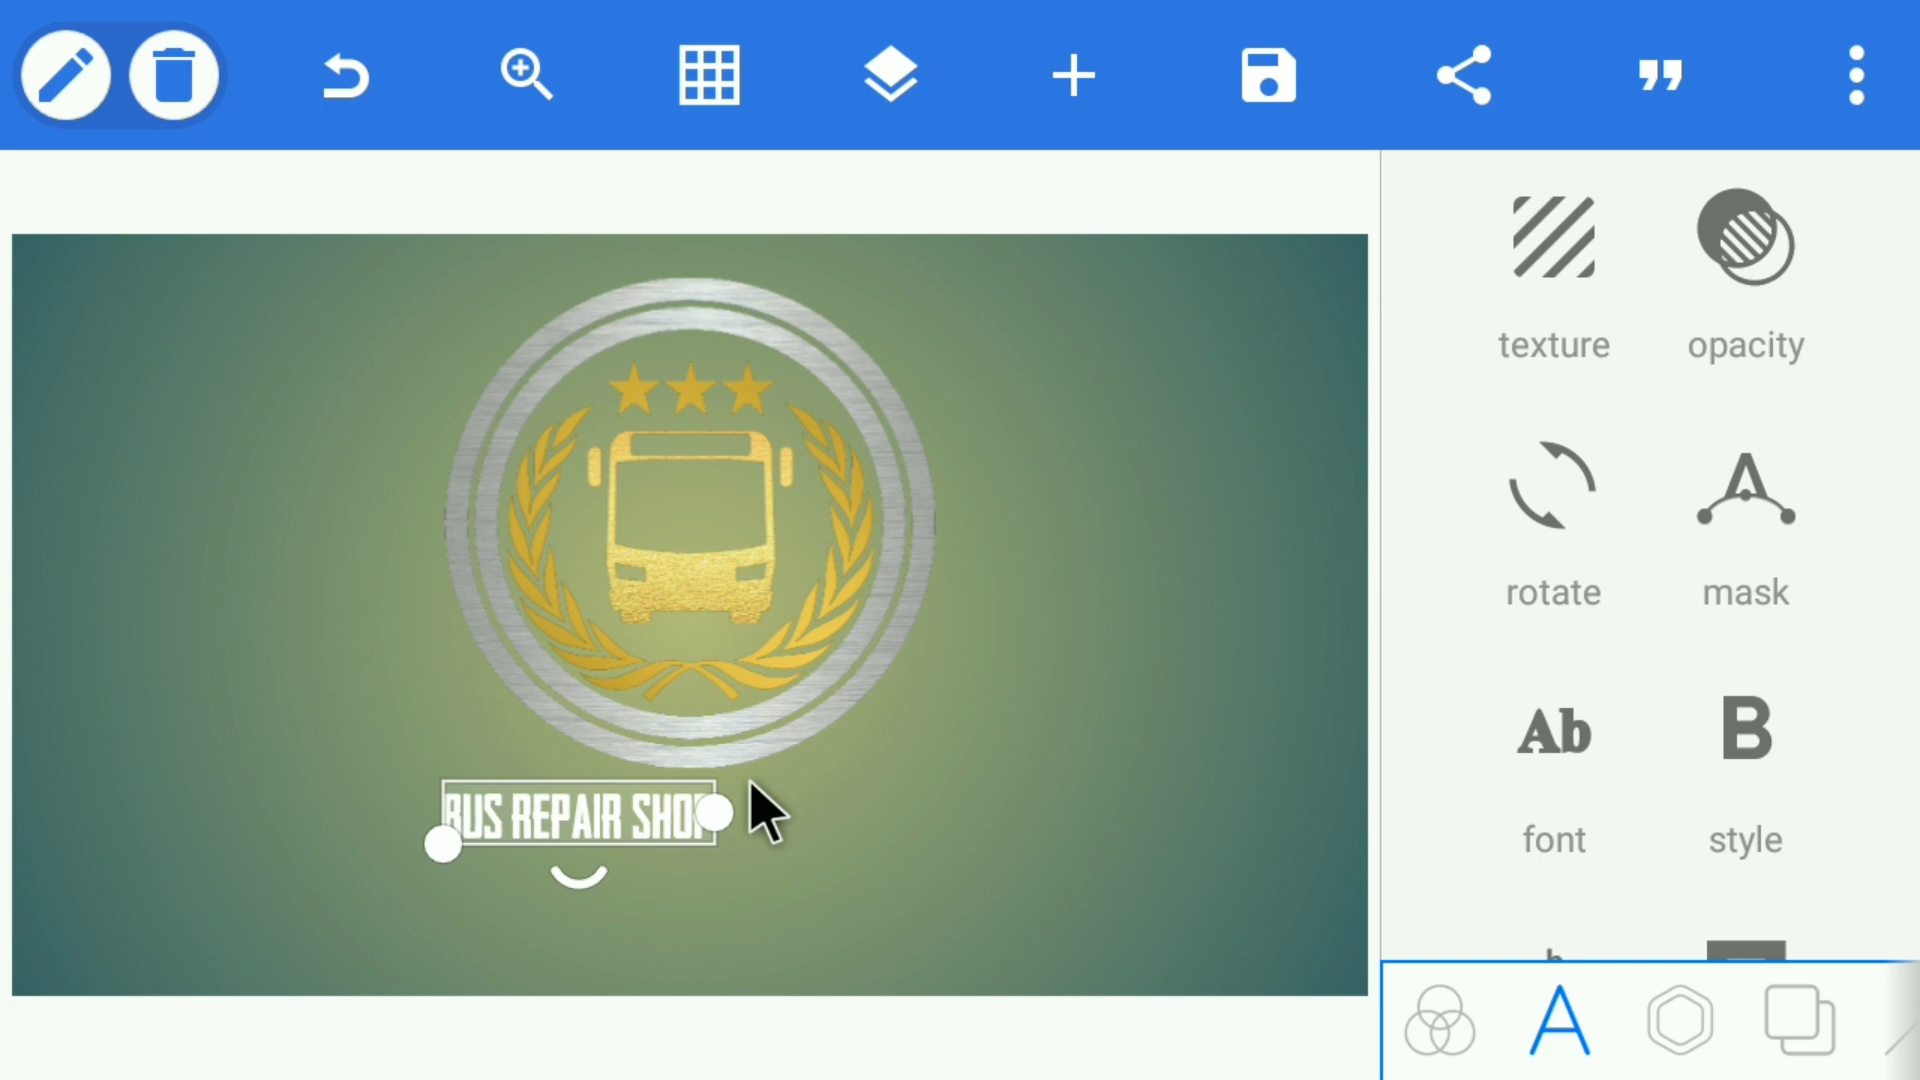 texture opacity
rotate mask
Ab B
font style
BUS REPAIR SHOP
A